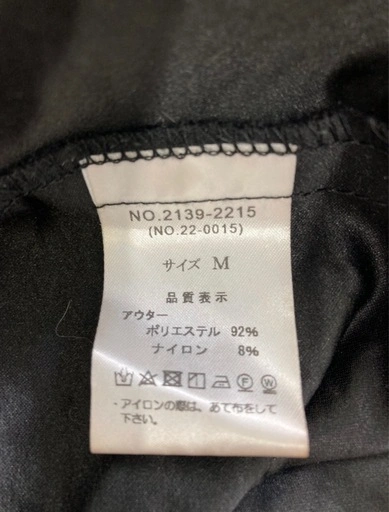 NO.2139-2215
(NO.22-0015)
サイズ M
品質表示
アウター
ポリエステル 92%
ナイロン 8%
Ⓕ Ⓦ
・アイロンの際は、あて布をして
下さい。